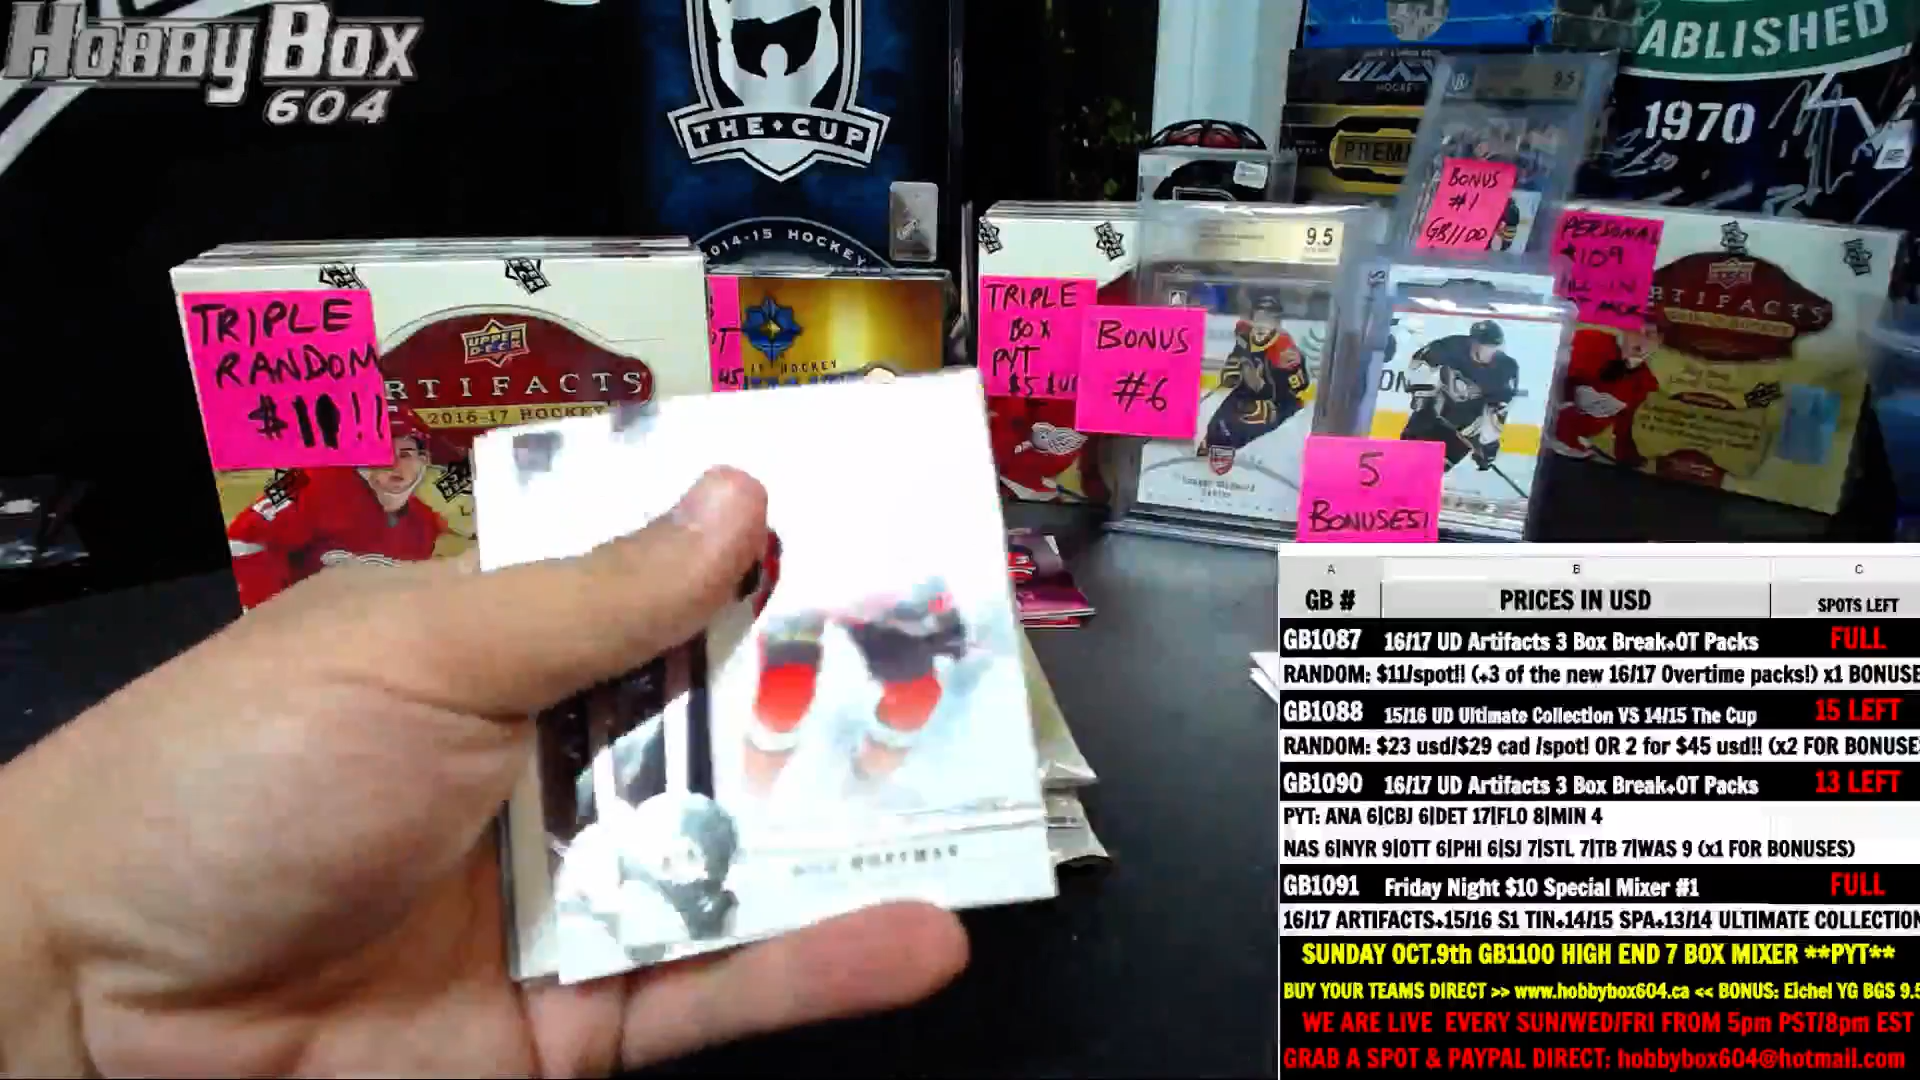 HOBBYBOX
604
THE CUP
2014-15 HOCKEY
ABLISHED
1970
BLACK
HOCKEY
9.5
PREM
BONUS
#1
GB1100
TRIPLE
RANDOM
$11!!
UPPER
DECK
ARTIFACTS
2016-17 HOCKEY
HOCKEY
45
TRIPLE
BOX
PYT
BONUS
#6
9.5
5
BONUSES!
PERSONAL
$109
ARTIFACTS
GB # PRICES IN USD SPOTS LEFT
A B C
GB1087 16/17 UD Artifacts 3 Box Break+OT Packs FULL
RANDOM: $11/spot!! (+3 of the new 16/17 Overtime packs!) x1 BONUSE
GB1088 15/16 UD Ultimate Collection VS 14/15 The Cup 15 LEFT
RANDOM: $23 usd/$29 cad /spot! OR 2 for $45 usd!! (x2 FOR BONUSE
GB1090 16/17 UD Artifacts 3 Box Break+OT Packs 13 LEFT
PYT: ANA 6|CBJ 6|DET 17|FLO 8|MIN 4
NAS 6|NYR 9|OTT 6|PHI 6|SJ 7|STL 7|TB 7|WAS 9 (x1 FOR BONUSES)
GB1091 Friday Night $10 Special Mixer #1 FULL
16/17 ARTIFACTS+15/16 S1 TIN+14/15 SPA+13/14 ULTIMATE COLLECTION
SUNDAY OCT.9th GB1100 HIGH END 7 BOX MIXER **PYT**
BUY YOUR TEAMS DIRECT >> www.hobbybox604.ca << BONUS: Eichel YG BGS 9.5
WE ARE LIVE EVERY SUN/WED/FRI FROM 5pm PST/8pm EST
GRAB A SPOT & PAYPAL DIRECT: hobbybox604@hotmail.com